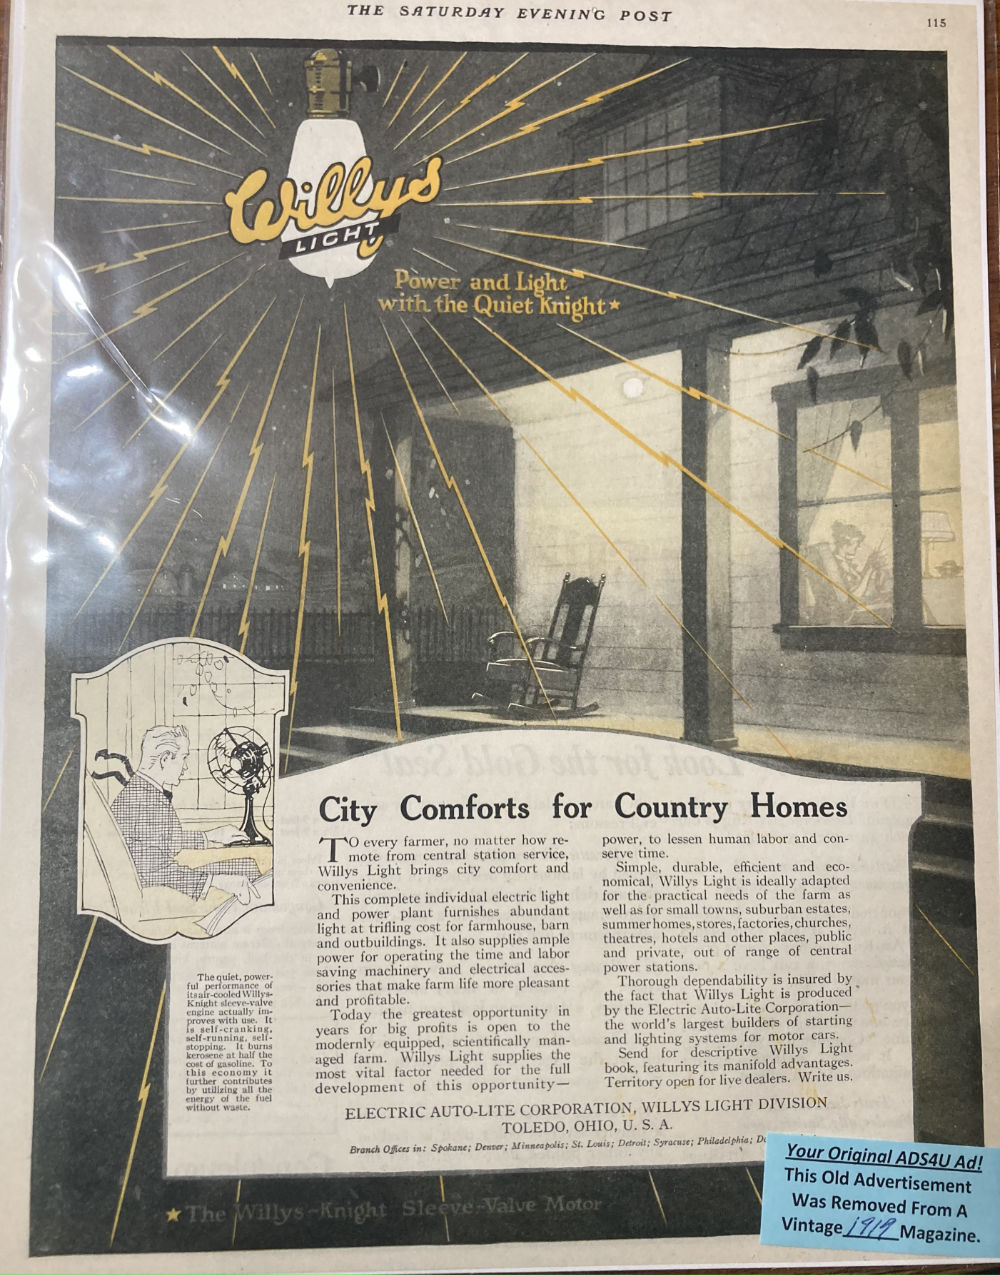 THE SATURDAY EVENING POST
115
Willys
LIGHT
Power and Light
with the Quiet Knight★
City Comforts for Country Homes
TO every farmer, no matter how re-
mote from central station service,
Willys Light brings city comfort and
convenience.
This complete individual electric light
and power plant furnishes abundant
light at trifling cost for farmhouse, barn
and outbuildings. It also supplies ample
power for operating the time and labor
saving machinery and electrical acces-
sories that make farm life more pleasant
and profitable.
Today the greatest opportunity in
years for big profits is open to the
modernly equipped, scientifically man-
aged farm. Willys Light supplies the
most vital factor needed for the full
development of this opportunity—
power, to lessen human labor and con-
serve time.
Simple, durable, efficient and eco-
nomical, Willys Light is ideally adapted
for the practical needs of the farm as
well as for small towns, suburban estates,
summer homes, stores, factories, churches,
theatres, hotels and other places, public
and private, out of range of central
power stations.
Thorough dependability is insured by
the fact that Willys Light is produced
by the Electric Auto-Lite Corporation—
the world's largest builders of starting
and lighting systems for motor cars.
Send for descriptive Willys Light
book, featuring its manifold advantages.
Territory open for live dealers. Write us.
The quiet, power-
ful performance of
its air-cooled Willys-
Knight sleeve-valve
engine actually im-
proves with use. It
is self-cranking,
self-running, self-
stopping. It burns
kerosene at half the
cost of gasoline. To
this economy it
further contributes
by utilizing all the
energy of the fuel
without waste.
ELECTRIC AUTO-LITE CORPORATION, WILLYS LIGHT DIVISION
TOLEDO, OHIO, U. S. A.
Branch Offices in: Spokane; Denver; Minneapolis; St. Louis; Detroit; Syracuse; Philadelphia;
★The Willys-Knight Sleeve-Valve Motor
Your Original ADS4U Ad!
This Old Advertisement
Was Removed From A
Vintage 1919 Magazine.